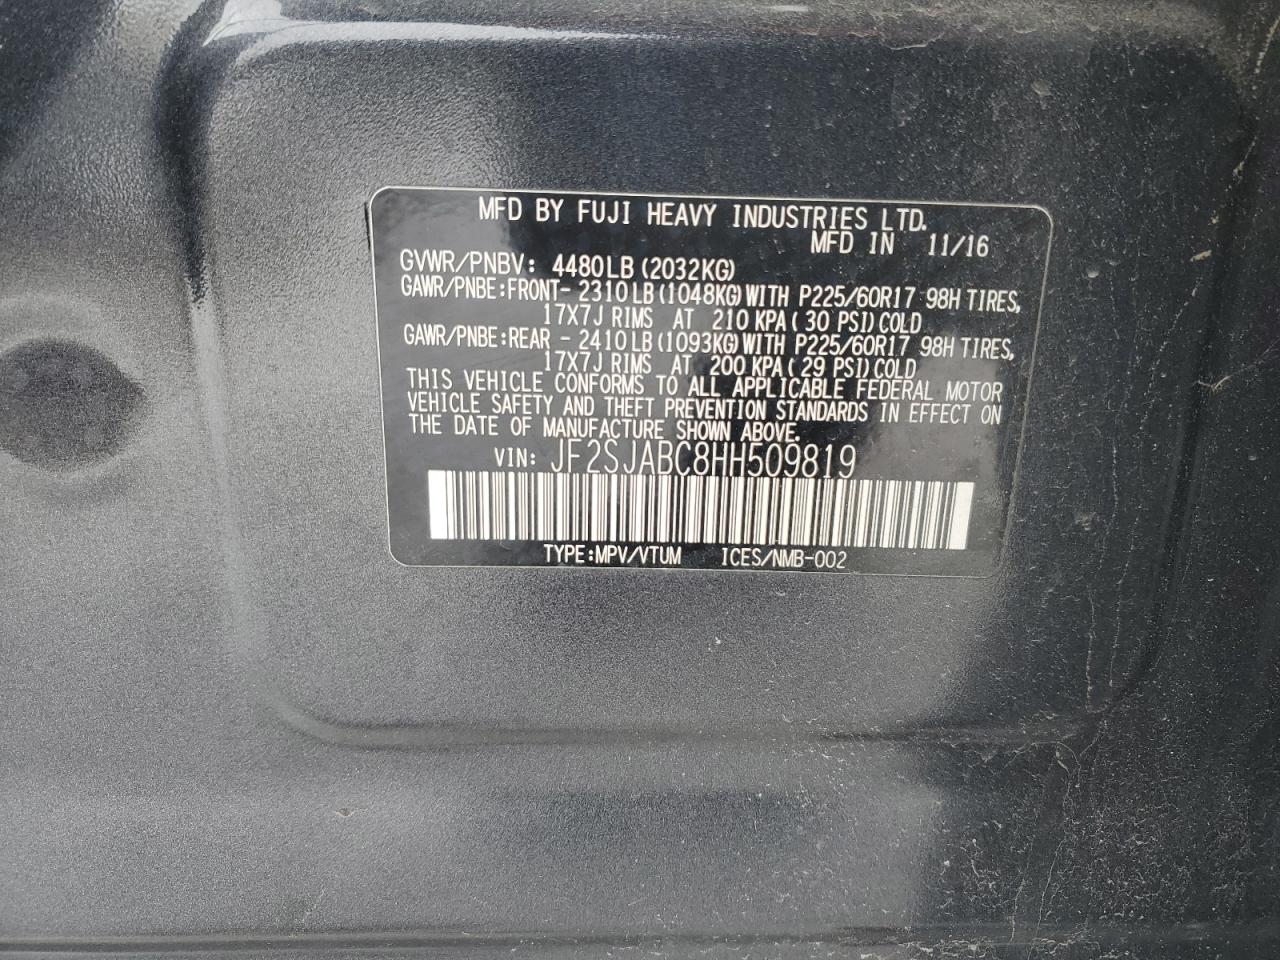 MFD BY FUJI HEAVY INDUSTRIES LTD.
MFD IN 11/16
GVWR/PNBV: 4480LB (2032KG)
GAWR/PNBE:FRONT- 2310LB (1048KG) WITH P225/60R17 98H TIRES,
17X7J RIMS AT 210 KPA ( 30 PSI) COLD
GAWR/PNBE:REAR - 2410LB (1093KG) WITH P225/60R17 98H TIRES,
17X7J RIMS AT 200 KPA ( 29 PSI) COLD
THIS VEHICLE CONFORMS TO ALL APPLICABLE FEDERAL MOTOR
VEHICLE SAFETY AND THEFT PREVENTION STANDARDS IN EFFECT ON
THE DATE OF MANUFACTURE SHOWN ABOVE.
VIN: JF2SJABC8HH509819
TYPE:MPV/VTUM ICES/NMB-002